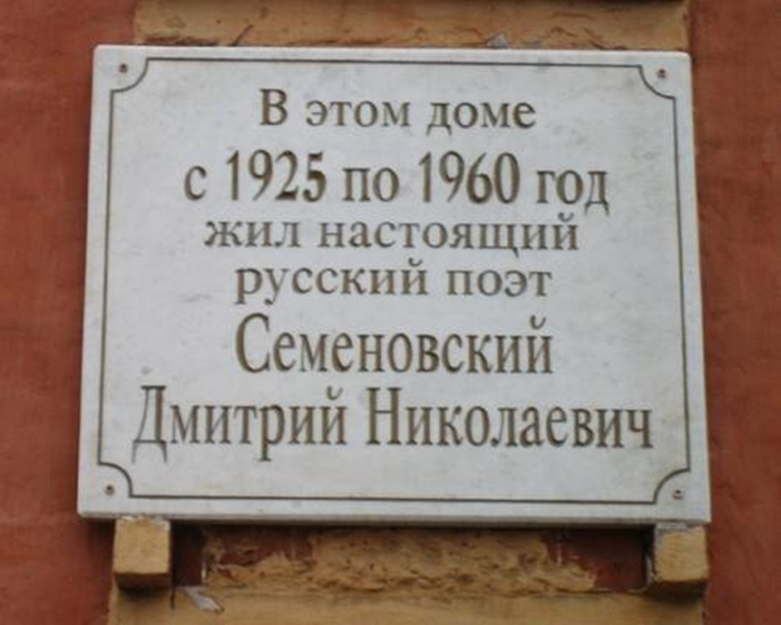 В этом доме
с 1925 по 1960 год
жил настоящий
русский поэт
Семеновский
Дмитрий Николаевич